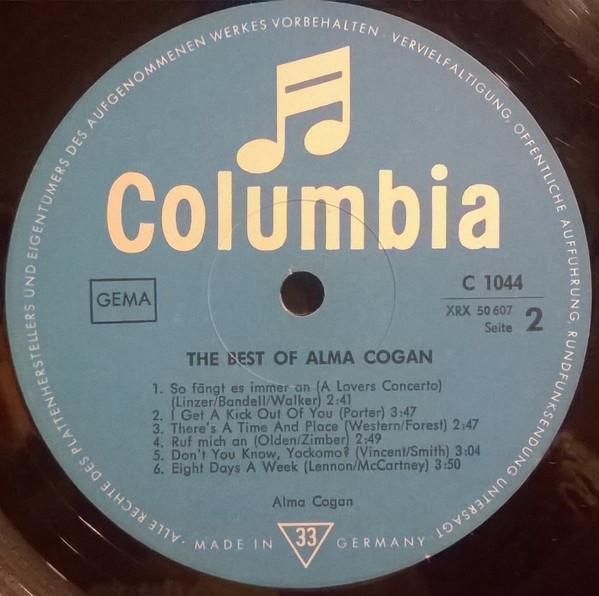 ALLE RECHTE DES PLATTENHERSTELLERS UND EIGENTÜMERS DES AUFGENOMMENEN WERKES VORBEHALTEN · VERVIELFÄLTIGUNG, ÖFFENTLICHE AUFFÜHRUNG, RUNDFUNKSENDUNG UNTERSAGT ·
Columbia
GEMA
C 1044
XRX 50 607
Seite 2
THE BEST OF ALMA COGAN
1. So fängt es immer an (A Lovers Concerto)
(Linzer/Bandell/Walker) 2:41
2. I Get A Kick Out Of You (Porter) 3:47
3. There's A Time And Place (Western/Forest) 2:47
4. Ruf mich an (Olden/Zimber) 2:49
5. Don't You Know, Yockomo? (Vincent/Smith) 3:04
6. Eight Days A Week (Lennon/McCartney) 3:50
Alma Cogan
MADE IN 33 GERMANY